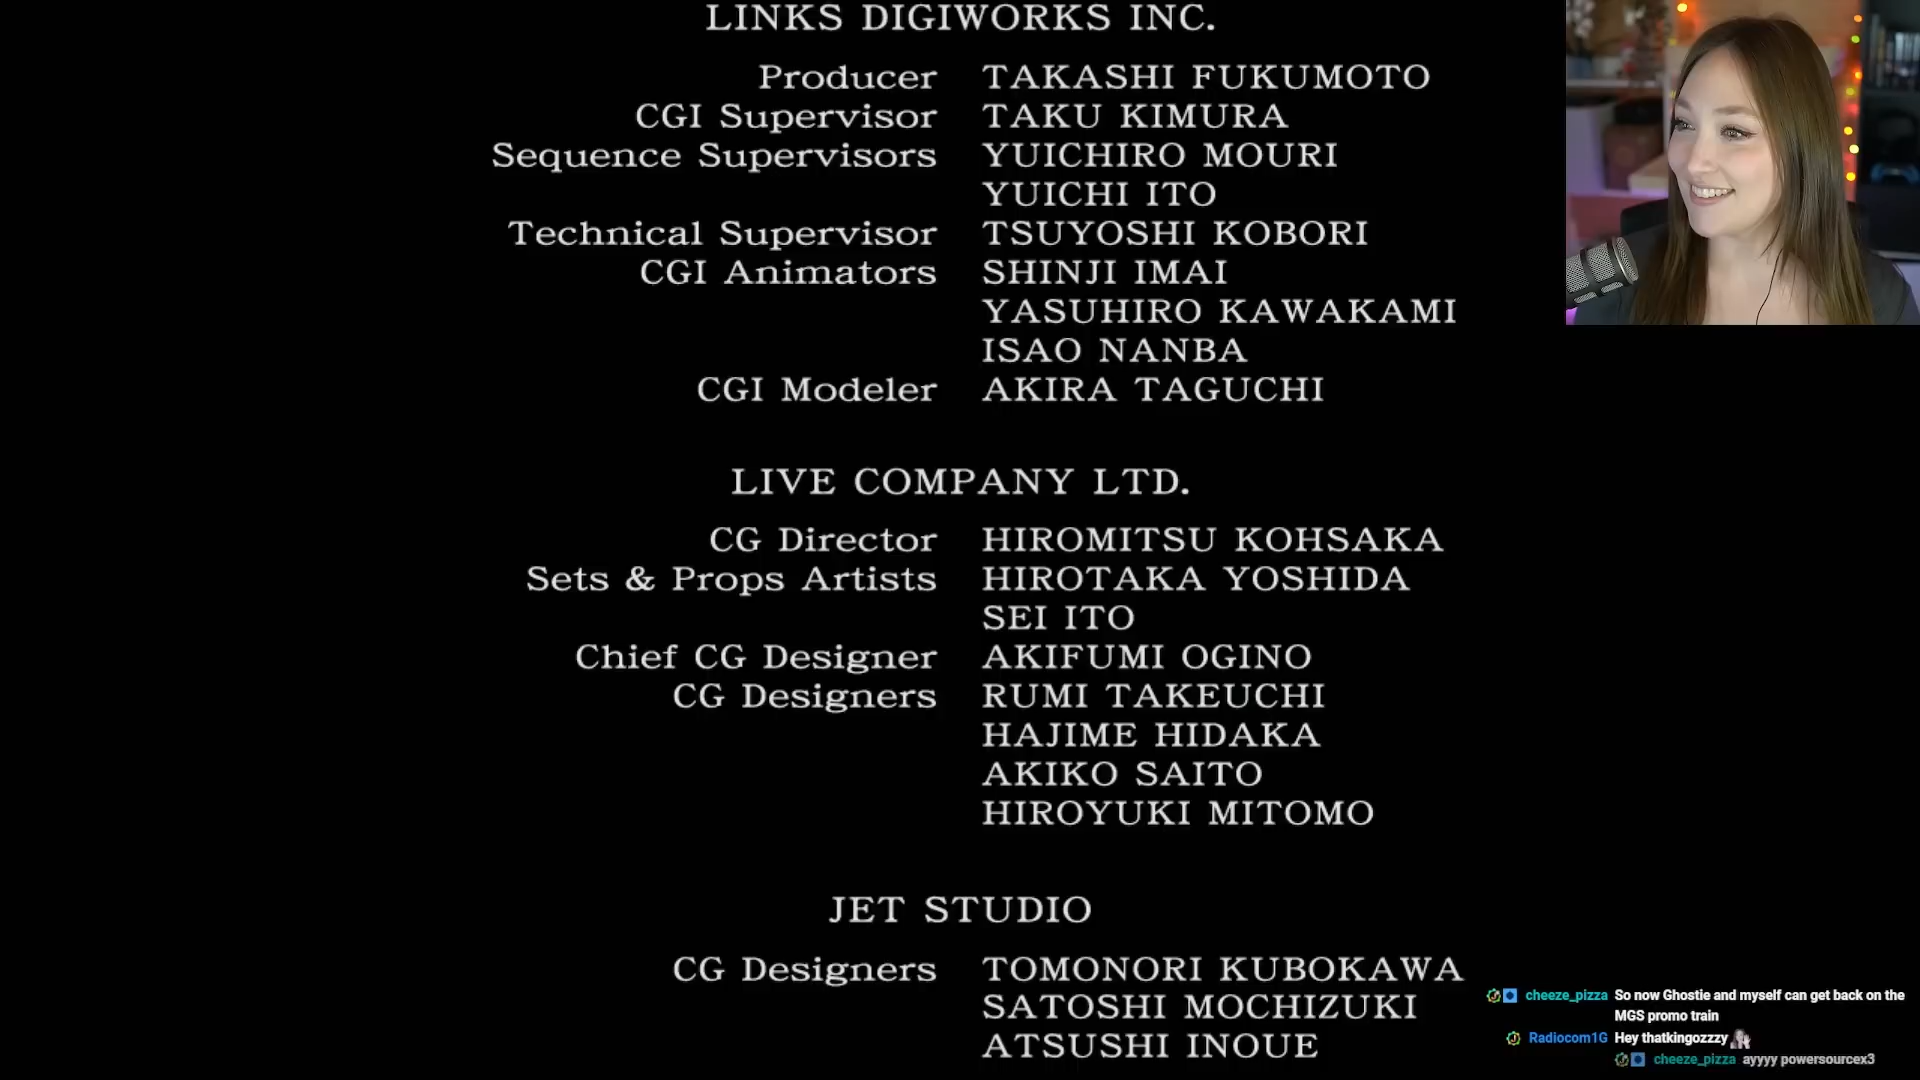 LINKS DIGIWORKS INC.
Producer TAKASHI FUKUMOTO
CGI Supervisor TAKU KIMURA
Sequence Supervisors YUICHIRO MOURI
YUICHI ITO
Technical Supervisor TSUYOSHI KOBORI
CGI Animators SHINJI IMAI
YASUHIRO KAWAKAMI
ISAO NANBA
CGI Modeler AKIRA TAGUCHI
LIVE COMPANY LTD.
CG Director HIROMITSU KOHSAKA
Sets & Props Artists HIROTAKA YOSHIDA
SEI ITO
Chief CG Designer AKIFUMI OGINO
CG Designers RUMI TAKEUCHI
HAJIME HIDAKA
AKIKO SAITO
HIROYUKI MITOMO
JET STUDIO
CG Designers TOMONORI KUBOKAWA
SATOSHI MOCHIZUKI
ATSUSHI INOUE
cheeze_pizza So now Ghostie and myself can get back on the
MGS promo train
Radiocom1G Hey thatkingozzzy
cheeze_pizza ayyyy powersourcex3